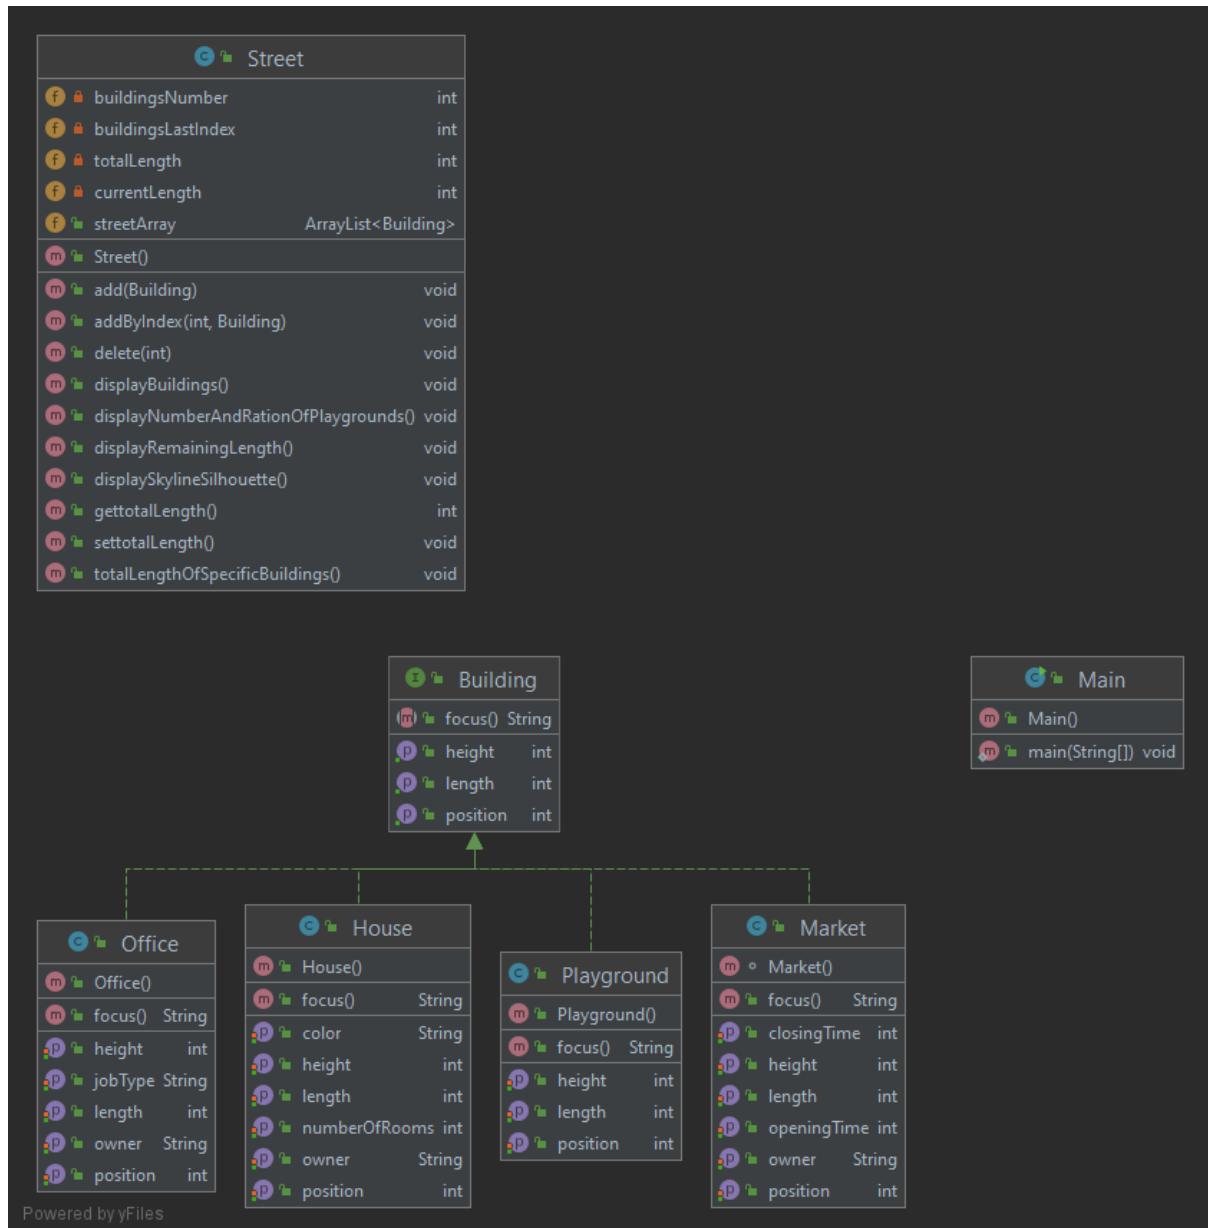 Street
buildingsNumber int
buildingsLastIndex int
totalLength int
currentLength int
streetArray ArrayList<Building>
Street()
add(Building) void
addByIndex(int, Building) void
delete(int) void
displayBuildings() void
displayNumberAndRationOfPlaygrounds() void
displayRemainingLength() void
displaySkylineSilhouette() void
gettotalLength() int
settotalLength() void
totalLengthOfSpecificBuildings() void
Building
focus() String
height int
length int
position int
Main
Main()
main(String[]) void
Office
Office()
focus() String
height int
jobType String
length int
owner String
position int
House
House()
focus() String
color String
height int
length int
numberOfRooms int
owner String
position int
Playground
Playground()
focus() String
height int
length int
position int
Market
Market()
focus() String
closingTime int
height int
length int
openingTime int
owner String
position int
Powered by yFiles